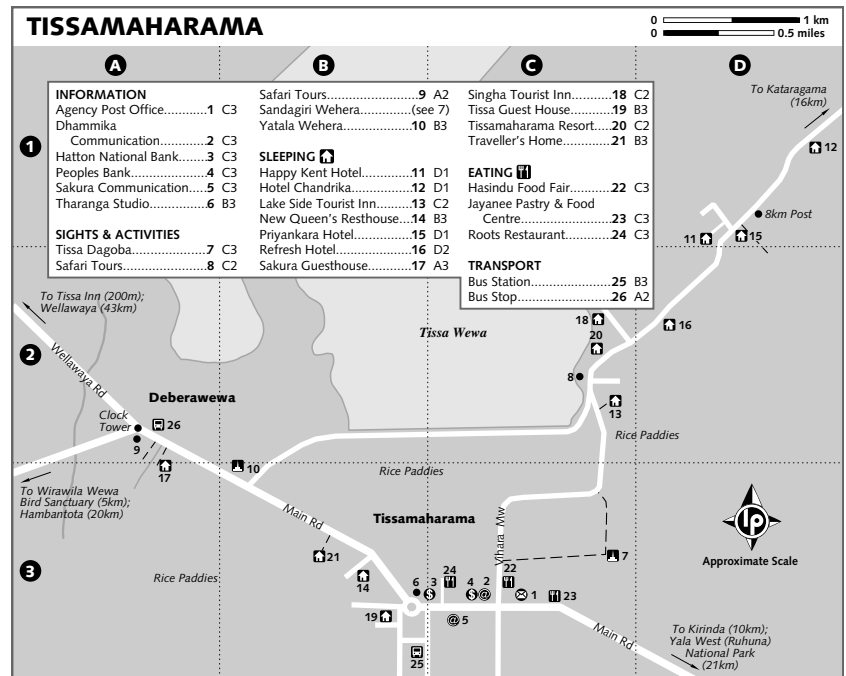 TISSAMAHARAMA
0 1 km
0 0.5 miles
A B C D
INFORMATION
Agency Post Office............1 C3
Dhammika
Communication....2 C3
Hatton National Bank....3 C3
Peoples Bank....4 C3
Sakura Communication....5 C3
Tharanga Studio....6 B3
SIGHTS & ACTIVITIES
Tissa Dagoba....7 C3
Safari Tours....8 C2
Safari Tours....9 A2
Sandagiri Wehera....(see 7)
Yatala Wehera....10 B3
SLEEPING
Happy Kent Hotel....11 D1
Hotel Chandrika....12 D1
Lake Side Tourist Inn....13 C2
New Queen's Resthouse....14 B3
Priyankara Hotel....15 D1
Refresh Hotel....16 D2
Sakura Guesthouse....17 A3
Singha Tourist Inn....18 C2
Tissa Guest House....19 B3
Tissamaharama Resort....20 C2
Traveller's Home....21 B3
EATING
Hasindu Food Fair....22 C3
Jayanee Pastry & Food
Centre....23 C3
Roots Restaurant....24 C3
TRANSPORT
Bus Station....25 B3
Bus Stop....26 A2
1
To Kataragama
(16km)
12
8km Post
11
15
To Tissa Inn (200m);
Wellawaya (43km)
Tissa Wewa
18
20
16
2
Wellawaya Rd
8
Deberawewa
13
Clock
Tower
26
9
Rice Paddies
17
10
Rice Paddies
To Wirawila Wewa
Bird Sanctuary (5km);
Hambantota (20km)
Main Rd
Tissamaharama
Vihara Mw
lp
Approximate Scale
21
7
3
Rice Paddies
14
6 3 24 4 2 22
1 23
19
5
Main Rd
25
To Kirinda (10km);
Yala West (Ruhuna)
National Park
(21km)